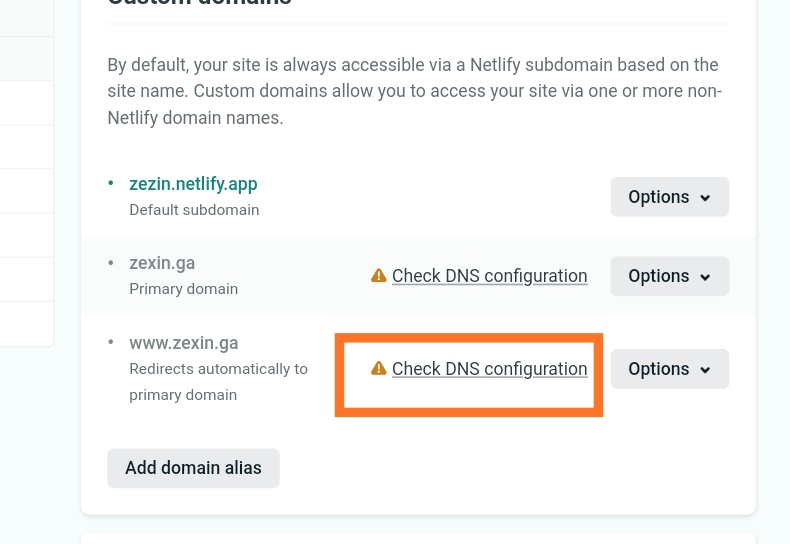 Custom domains
By default, your site is always accessible via a Netlify subdomain based on the
site name. Custom domains allow you to access your site via one or more non-
Netlify domain names.
• zezin.netlify.app
Default subdomain
Options
• zexin.ga
Primary domain
Check DNS configuration
Options
• www.zexin.ga
Redirects automatically to
primary domain
Check DNS configuration
Options
Add domain alias